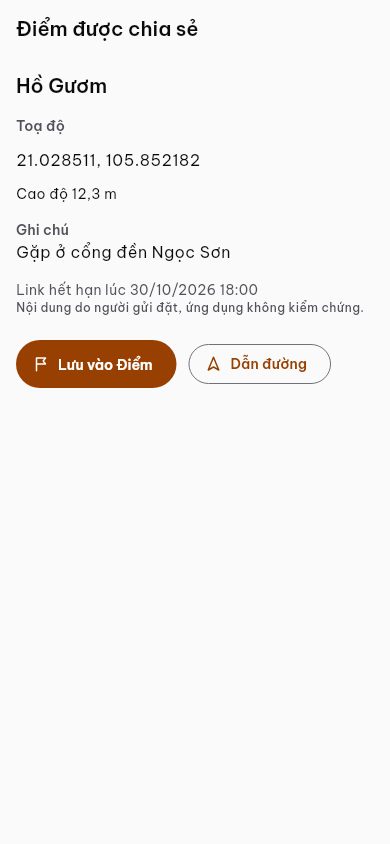 Điểm được chia sẻ
Hồ Gươm
Toạ độ
21.028511, 105.852182
Cao độ 12,3 m
Ghi chú
Gặp ở cổng đền Ngọc Sơn
Link hết hạn lúc 30/10/2026 18:00
Nội dung do người gửi đặt, ứng dụng không kiểm chứng.
Lưu vào Điểm
Dẫn đường